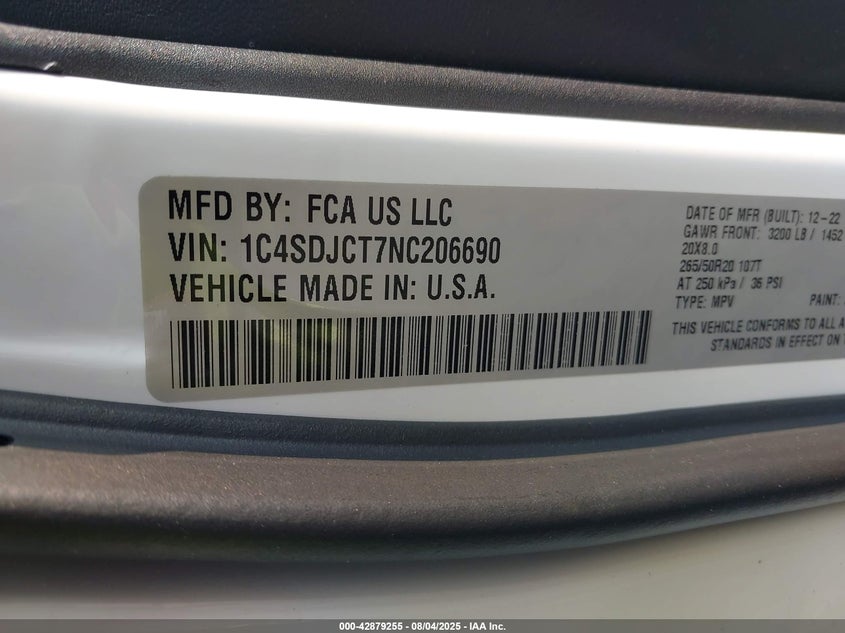 MFD BY: FCA US LLC
VIN: 1C4SDJCT7NC206690
VEHICLE MADE IN: U.S.A.
DATE OF MFR (BUILT): 12-22
GAWR FRONT: 3200 LB / 1452
20X8.0
265/50R20 107T
AT 250 kPa / 36 PSI
TYPE: MPV PAINT:
THIS VEHICLE CONFORMS TO ALL
STANDARDS IN EFFECT ON
000-42879255 - 08/04/2025 - IAA Inc.